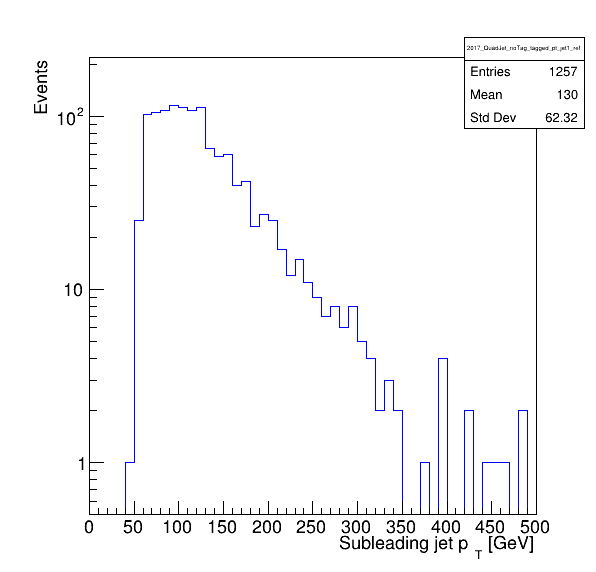 2017_QuadJet_noTag_tagged_pt_jet1_ref
Entries 1257
Mean 130
Std Dev 62.32
Events
10²
10
1
0 50 100 150 200 250 300 350 400 450 500
Subleading jet p_T [GeV]